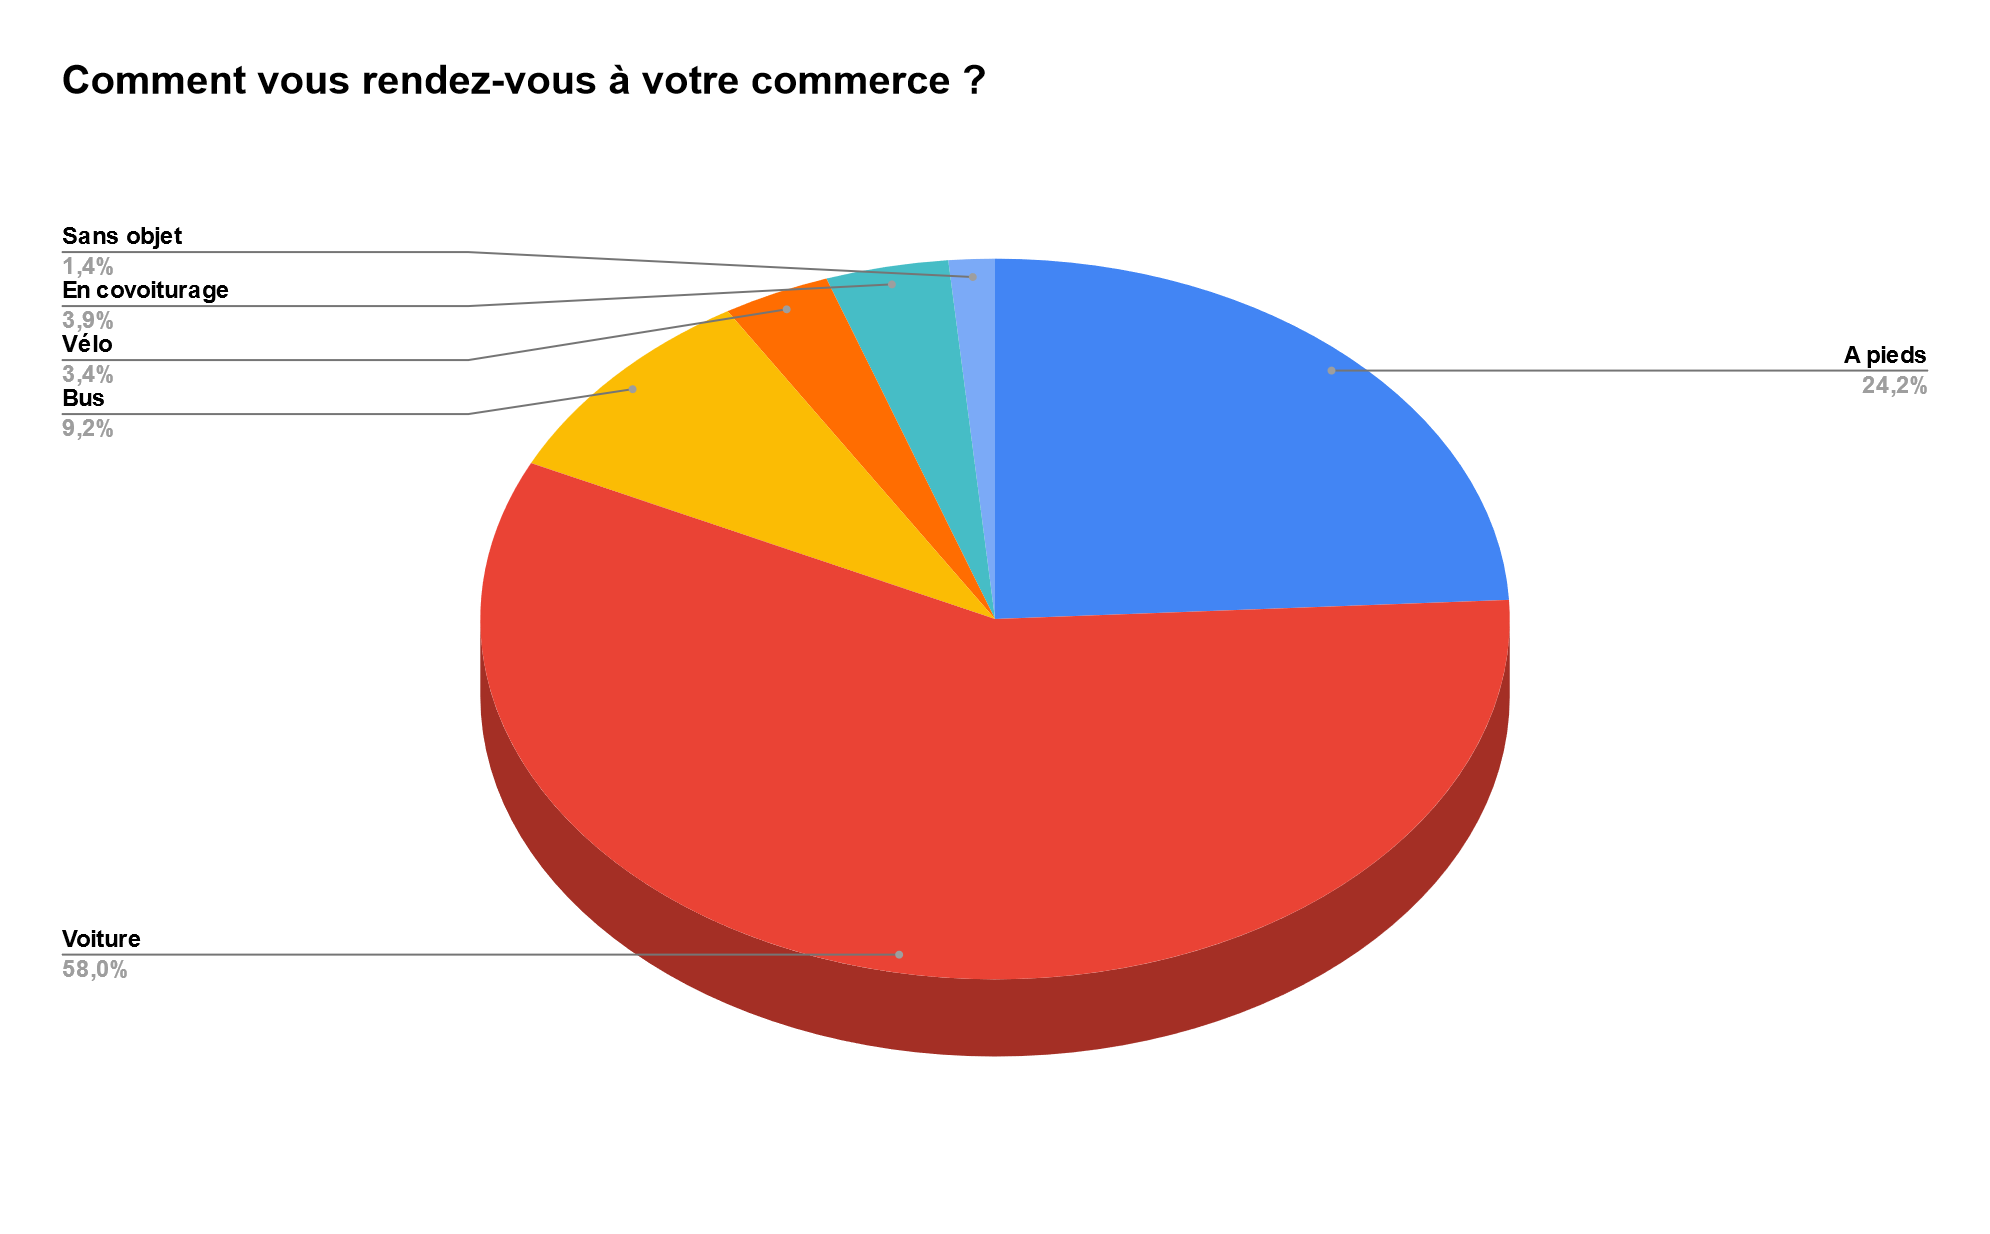 Comment vous rendez-vous à votre commerce ?
Sans objet
1,4%
En covoiturage
3,9%
Vélo
3,4%
Bus
9,2%
A pieds
24,2%
Voiture
58,0%